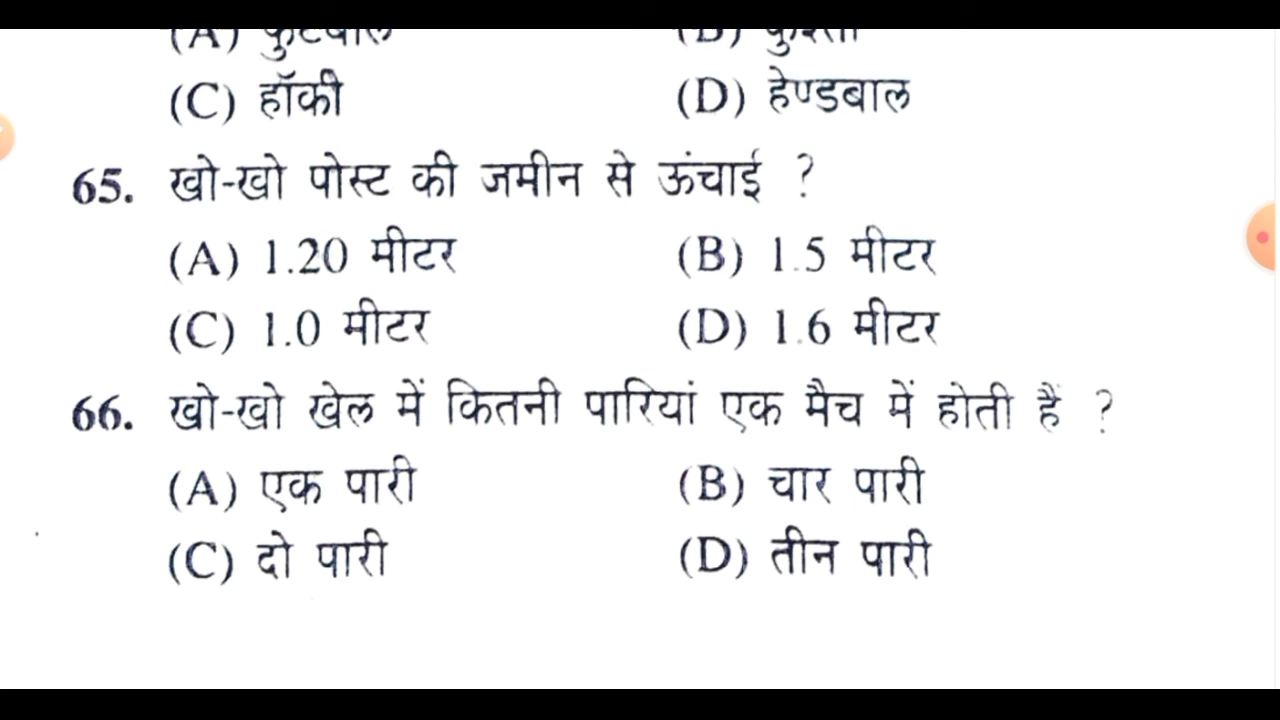 (C) हॉकी (D) हेण्डबाल
65. खो-खो पोस्ट की जमीन से ऊंचाई ?
(A) 1.20 मीटर (B) 1.5 मीटर
(C) 1.0 मीटर (D) 1.6 मीटर
66. खो-खो खेल में कितनी पारियां एक मैच में होती हैं ?
(A) एक पारी (B) चार पारी
(C) दो पारी (D) तीन पारी